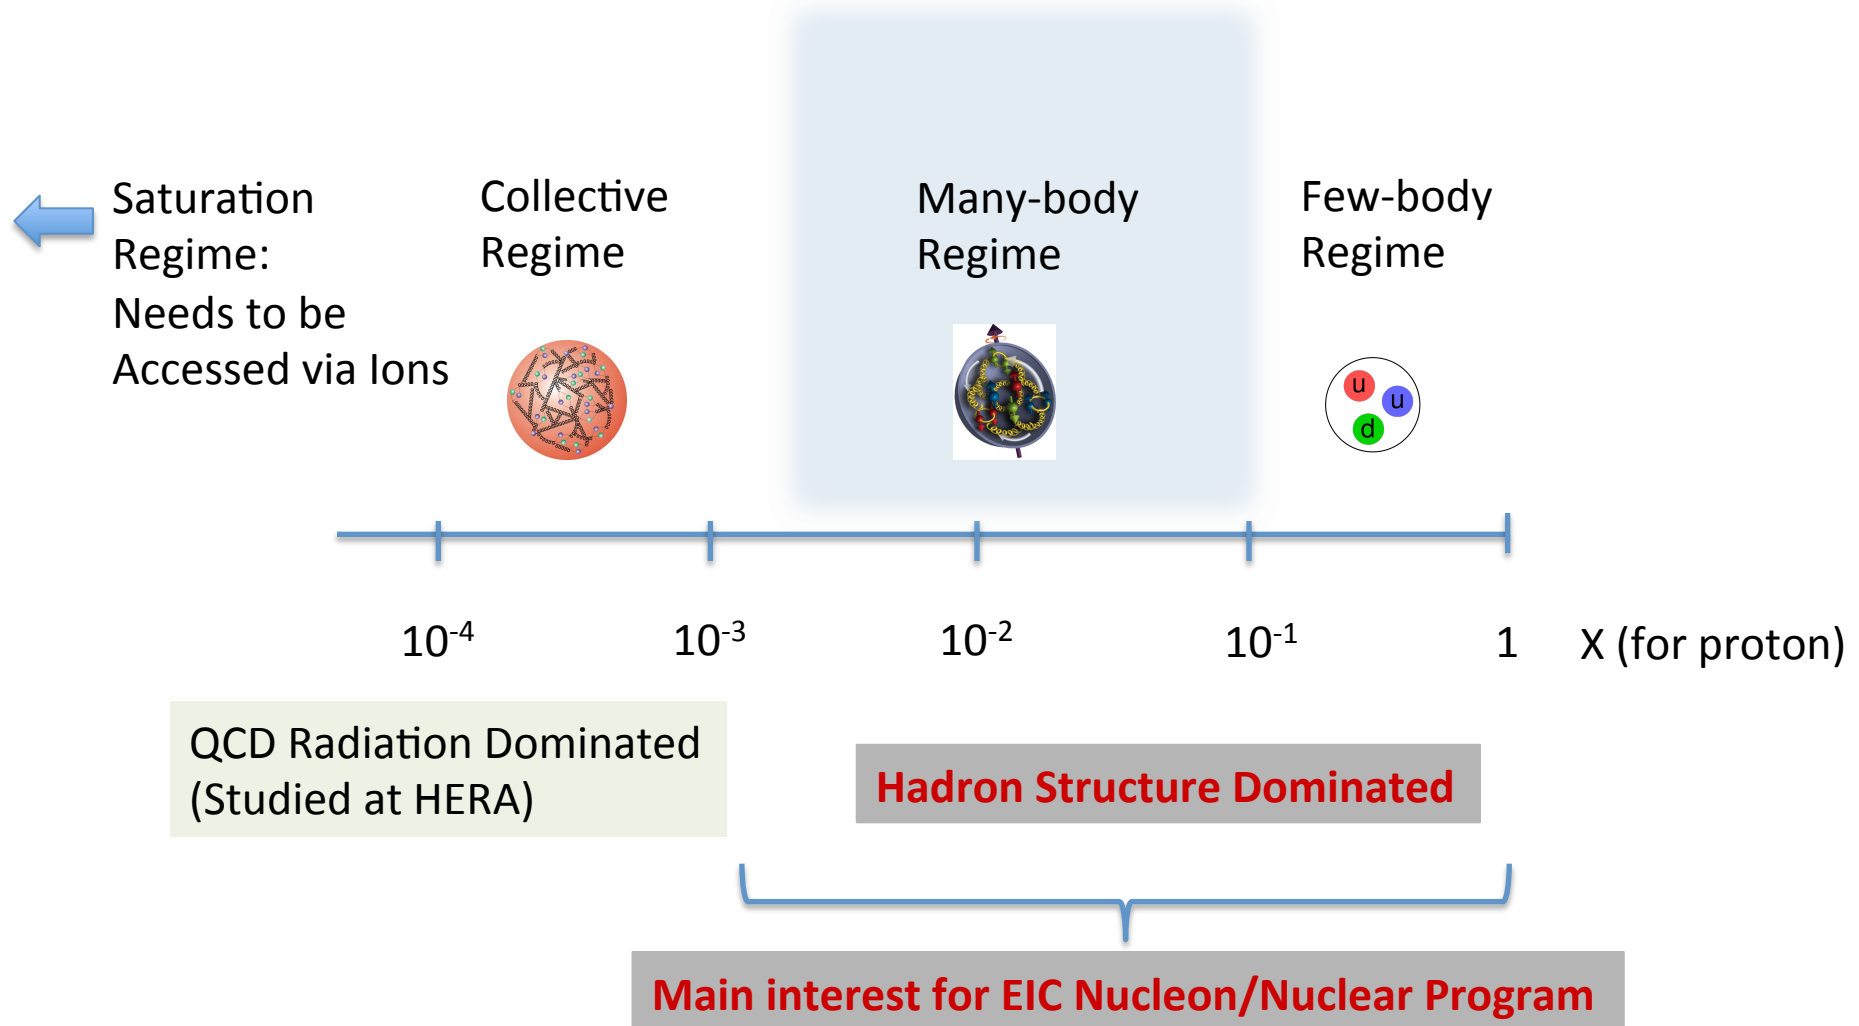 Saturation
Regime:
Needs to be
Accessed via Ions
Collective
Regime
Many-body
Regime
Few-body
Regime
u
u
d
10⁻⁴
10⁻³
10⁻²
10⁻¹
1
X (for proton)
QCD Radiation Dominated
(Studied at HERA)
Hadron Structure Dominated
Main interest for EIC Nucleon/Nuclear Program